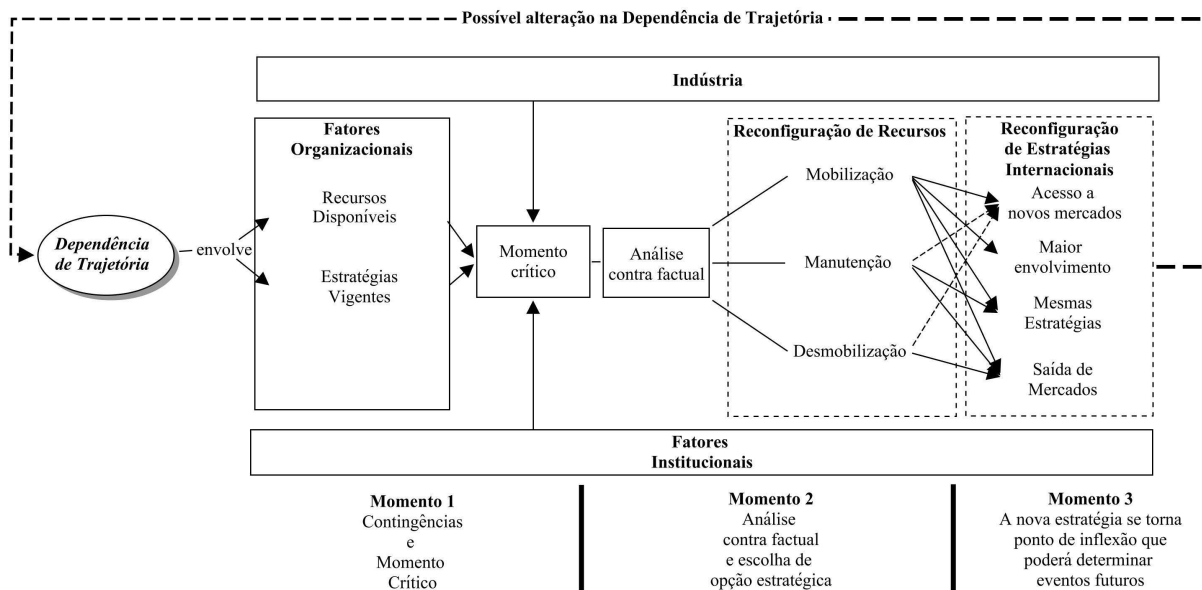 Possível alteração na Dependência de Trajetória
Indústria
Fatores
Organizacionais
Recursos
Disponíveis
Estratégias
Vigentes
Dependência
de Trajetória
envolve
Momento
crítico
Análise
contra factual
Reconfiguração de Recursos
Mobilização
Manutenção
Desmobilização
Reconfiguração
de Estratégias
Internacionais
Acesso a
novos mercados
Maior
envolvimento
Mesmas
Estratégias
Saída de
Mercados
Fatores
Institucionais
Momento 1
Contingências
e
Momento
Crítico
Momento 2
Análise
contra factual
e escolha de
opção estratégica
Momento 3
A nova estratégia se torna
ponto de inflexão que
poderá determinar
eventos futuros